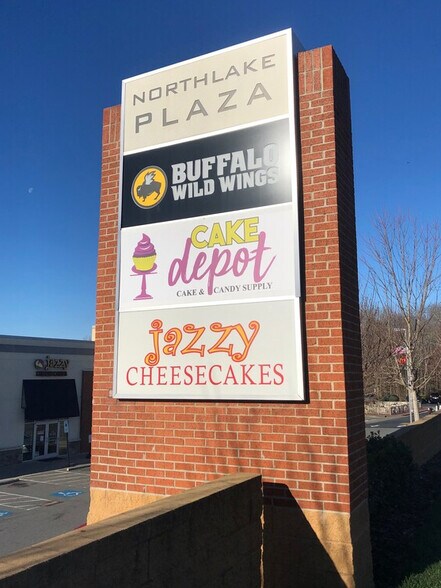 NORTHLAKE
PLAZA
BUFFALO
WILD WINGS
CAKE
depot
CAKE & CANDY SUPPLY
jazzy
CHEESECAKES